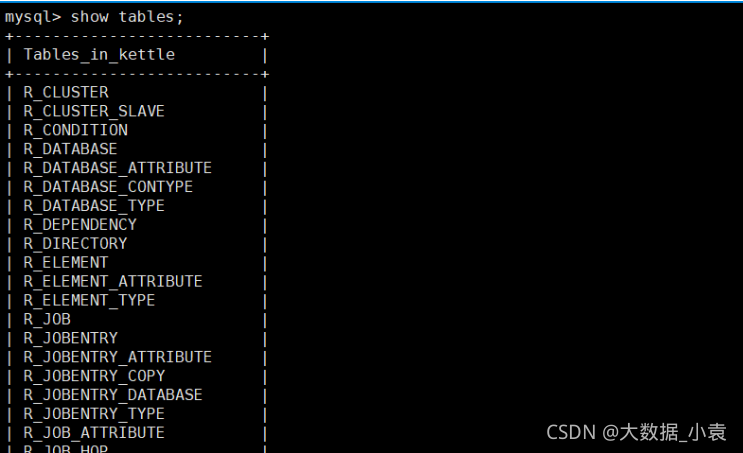 mysql> show tables;
+--------------------------+
| Tables_in_kettle         |
+--------------------------+
| R_CLUSTER                |
| R_CLUSTER_SLAVE          |
| R_CONDITION              |
| R_DATABASE               |
| R_DATABASE_ATTRIBUTE     |
| R_DATABASE_CONTYPE       |
| R_DATABASE_TYPE          |
| R_DEPENDENCY             |
| R_DIRECTORY              |
| R_ELEMENT                |
| R_ELEMENT_ATTRIBUTE      |
| R_ELEMENT_TYPE           |
| R_JOB                    |
| R_JOBENTRY               |
| R_JOBENTRY_ATTRIBUTE     |
| R_JOBENTRY_COPY          |
| R_JOBENTRY_DATABASE      |
| R_JOBENTRY_TYPE          |
| R_JOB_ATTRIBUTE          |
| R_JOB_HOP                |
CSDN @大数据_小袁